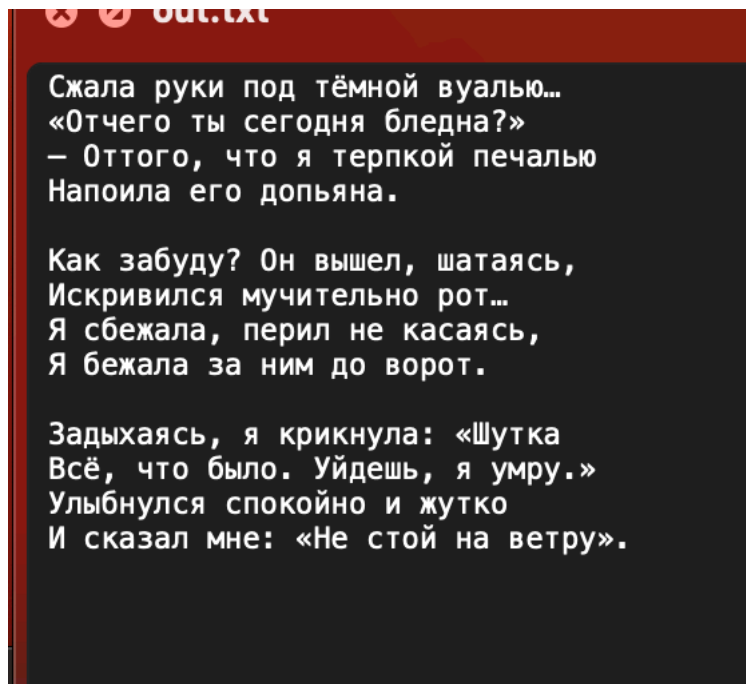 out.txt
Сжала руки под тёмной вуалью…
«Отчего ты сегодня бледна?»
— Оттого, что я терпкой печалью
Напоила его допьяна.

Как забуду? Он вышел, шатаясь,
Искривился мучительно рот…
Я сбежала, перил не касаясь,
Я бежала за ним до ворот.

Задыхаясь, я крикнула: «Шутка
Всё, что было. Уйдешь, я умру.»
Улыбнулся спокойно и жутко
И сказал мне: «Не стой на ветру».